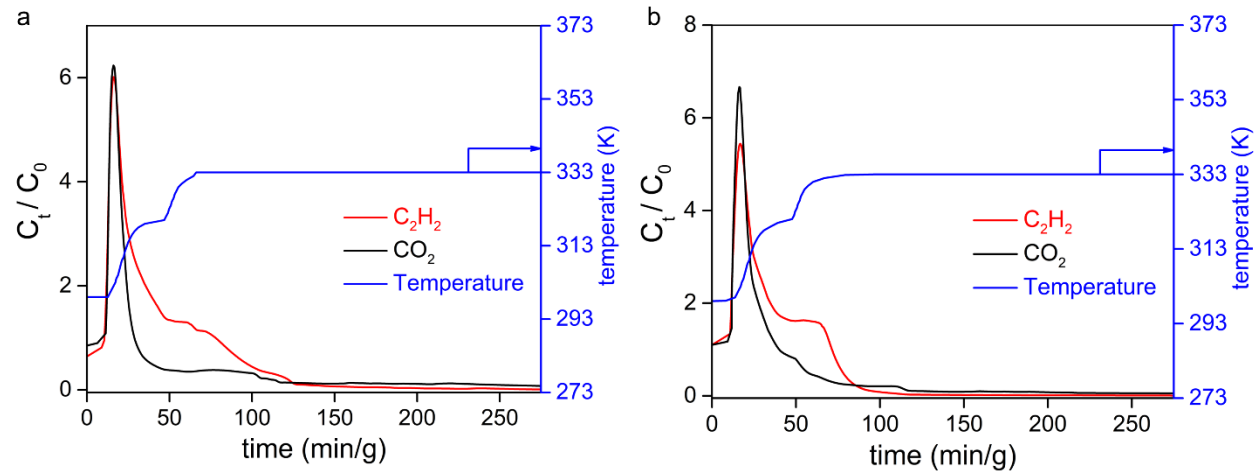 a
C₂H₂
CO₂
Temperature
C_t / C₀
0
2
4
6
0
50
100
150
200
250
time (min/g)
273
293
313
333
353
373
temperature (K)
b
C₂H₂
CO₂
Temperature
C_t / C₀
0
2
4
6
8
0
50
100
150
200
250
time (min/g)
273
293
313
333
353
373
temperature (K)